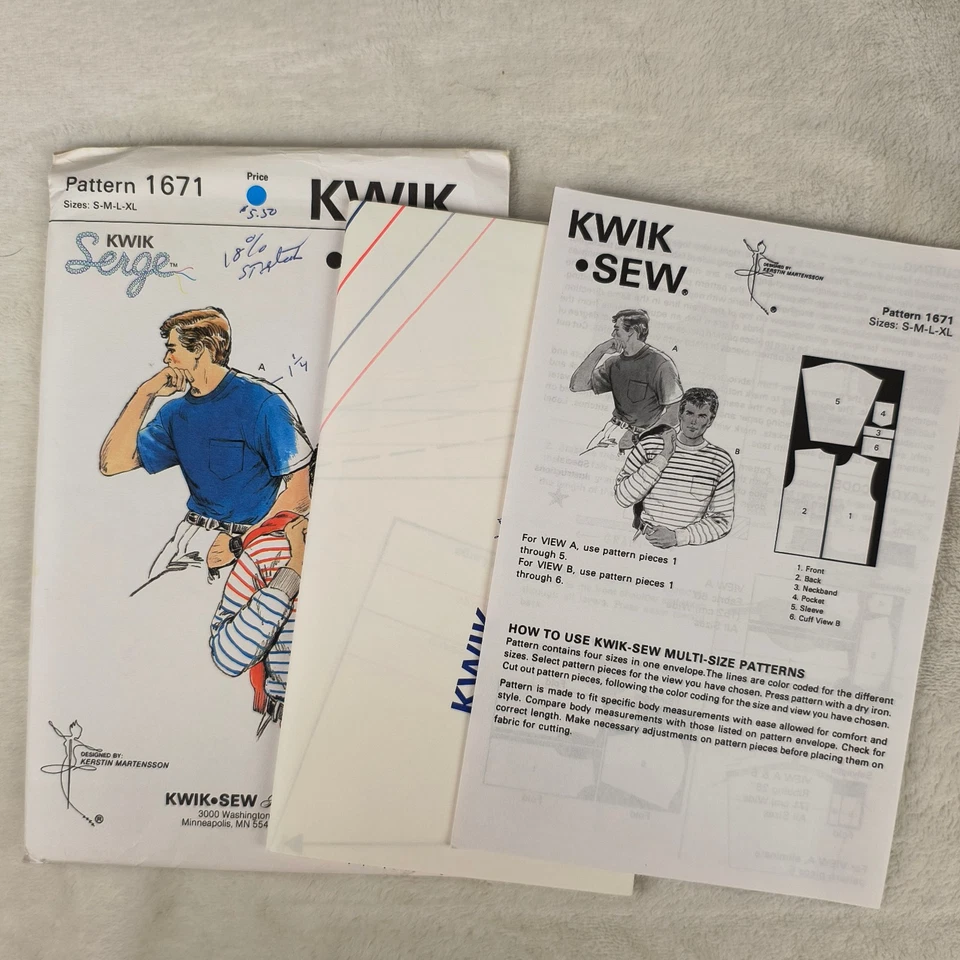 Pattern 1671
Sizes: S-M-L-XL
Price
$5.50
KWIK
KWIK
Serge™
18%
A
1¼
DESIGNED BY:
KERSTIN MARTENSSON
®
KWIK•SEW
3000 Washington
Minneapolis, MN 554
KWIK
KWIK
•SEW®
DESIGNED BY
KERSTIN MARTENSSON
®
Pattern 1671
Sizes: S-M-L-XL
A
B
5
4
3
6
2
1
For VIEW A, use pattern pieces 1
through 5.
For VIEW B, use pattern pieces 1
through 6.
1. Front
2. Back
3. Neckband
4. Pocket
5. Sleeve
6. Cuff View B
HOW TO USE KWIK-SEW MULTI-SIZE PATTERNS
Pattern contains four sizes in one envelope.The lines are color coded for the different
sizes. Select pattern pieces for the view you have chosen. Press pattern with a dry iron.
Cut out pattern pieces, following the color coding for the size and view you have chosen.
Pattern is made to fit specific body measurements with ease allowed for comfort and
style. Compare body measurements with those listed on pattern envelope. Check for
correct length. Make necessary adjustments on pattern pieces before placing them on
fabric for cutting.